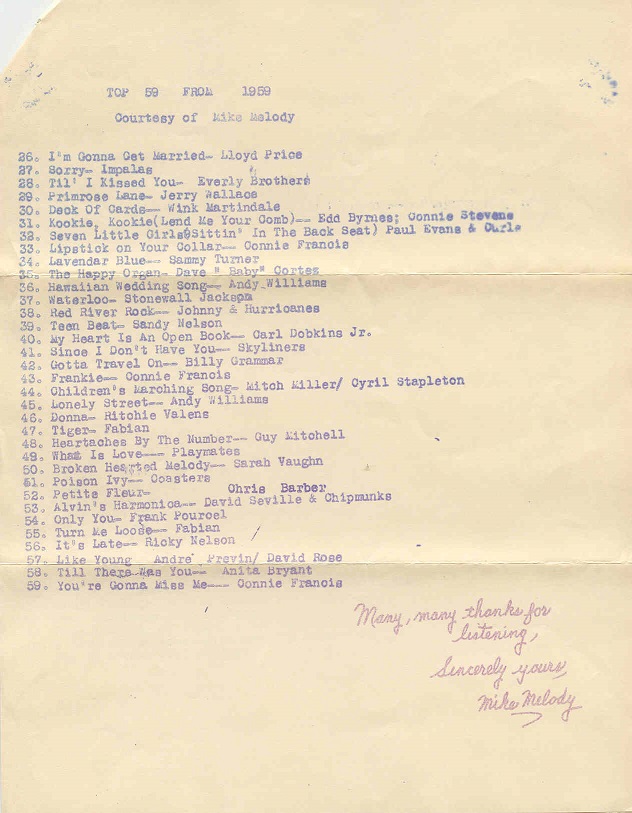 TOP 59 FROM 1959
Courtesy of Mike Melody
26. I'm Gonna Get Married- Lloyd Price
27. Sorry- Impalas
28. Til' I Kissed You- Everly Brothers
29. Primrose Lane- Jerry Wallace
30. Deck Of Cards-- Wink Martindale
31. Kookie, Kookie(Lend Me Your Comb)-- Edd Byrnes; Connie Stevens
32. Seven Little Girls(Sittin' In The Back Seat) Paul Evans & Curls
33. Lipstick on Your Collar-- Connie Francis
34. Lavendar Blue-- Sammy Turner
35. The Happy Organ- Dave " Baby" Cortez
36. Hawaiian Wedding Song-- Andy Williams
37. Waterloo- Stonewall Jackson
38. Red River Rock-- Johnny & Hurricanes
39. Teen Beat- Sandy Nelson
40. My Heart Is An Open Book-- Carl Dobkins Jr.
41. Since I Don't Have You-- Skyliners
42. Gotta Travel On-- Billy Grammar
43. Frankie-- Connie Francis
44. Children's Marching Song- Mitch Miller/ Cyril Stapleton
45. Lonely Street-- Andy Williams
46. Donna- Ritchie Valens
47. Tiger- Fabian
48. Heartaches By The Number-- Guy Mitchell
49. What Is Love--- Playmates
50. Broken Hearted Melody-- Sarah Vaughn
51. Poison Ivy-- Coasters
52. Petite Fleur- Chris Barber
53. Alvin's Harmonica-- David Seville & Chipmunks
54. Only You- Frank Pourcel
55. Turn Me Loose- Fabian
56. It's Late-- Ricky Nelson
57. Like Young Andre' Previn/ David Rose
58. Till There Was You-- Anita Bryant
59. You're Gonna Miss Me--- Connie Francis
Many, many thanks for
listening,
Sincerely yours,
Mike Melody